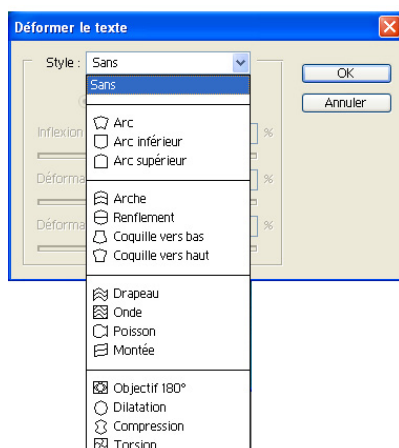 Déformer le texte
Style : Sans
OK
Sans
Annuler
Arc
Inflexion %
Arc inférieur
Arc supérieur
Déforma %
Arche
Renflement
Déforma %
Coquille vers bas
Coquille vers haut
Drapeau
Onde
Poisson
Montée
Objectif 180°
Dilatation
Compression
Torsion